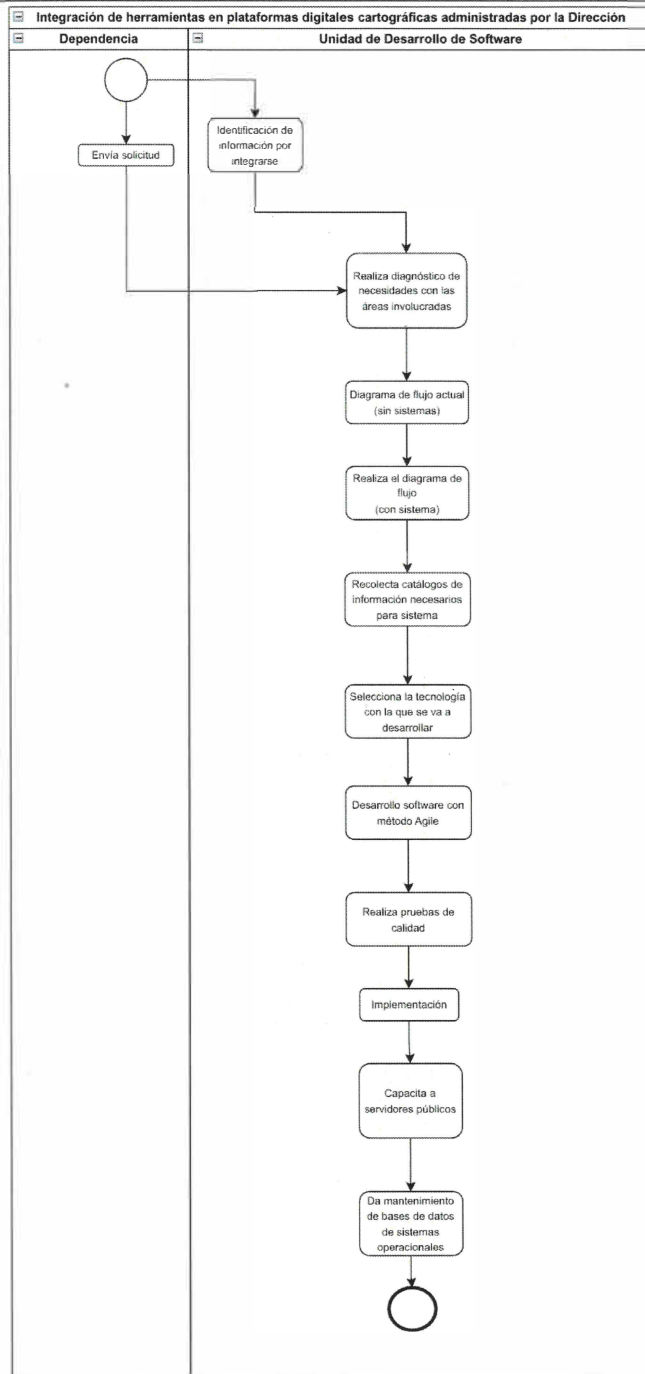 Integración de herramientas en plataformas digitales cartográficas administradas por la Dirección
Dependencia
Unidad de Desarrollo de Software
Envía solicitud
Identificación de
información por
integrarse
Realiza diagnóstico de
necesidades con las
áreas involucradas
Diagrama de flujo actual
(sin sistemas)
Realiza el diagrama de
flujo
(con sistema)
Recolecta catálogos de
información necesarios
para sistema
Selecciona la tecnología
con la que se va a
desarrollar
Desarrollo software con
método Agile
Realiza pruebas de
calidad
Implementación
Capacita a
servidores públicos
Da mantenimiento
de bases de datos
de sistemas
operacionales